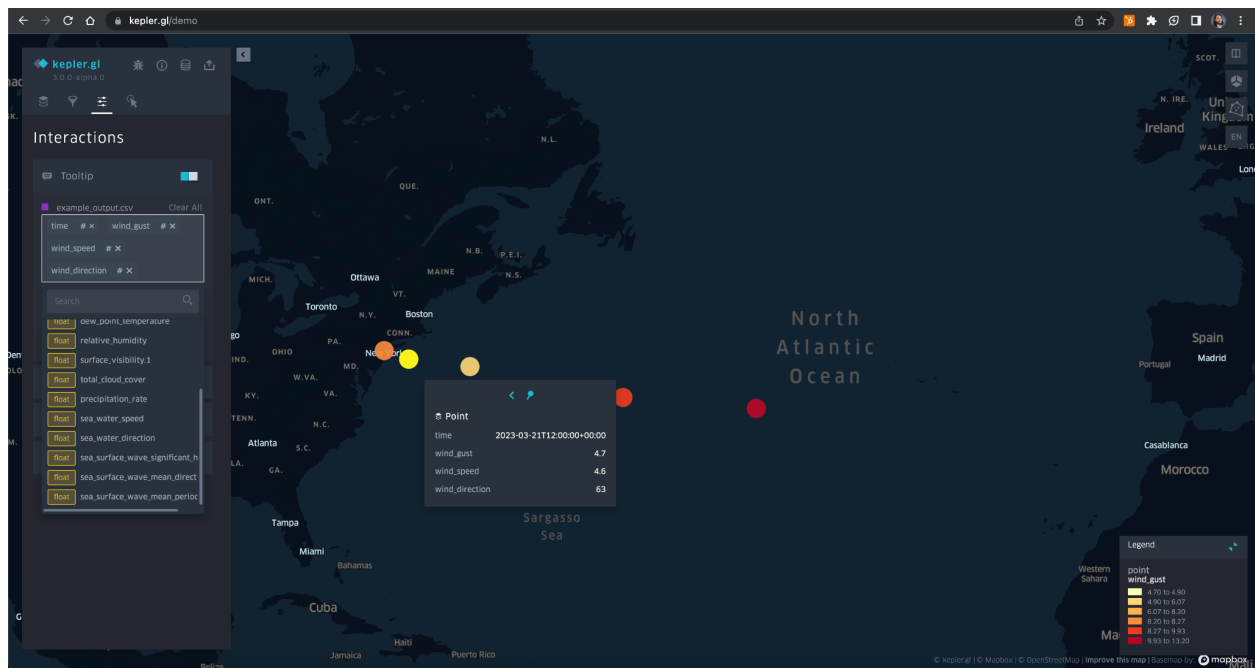 kepler.gl/demo
kepler.gl
3.0.0-alpha.0
Interactions
Tooltip
example_output.csv Clear All
time # × wind_gust # ×
wind_speed # ×
wind_direction # ×
Search
float dew_point_temperature
float relative_humidity
float surface_visibility.1
float total_cloud_cover
float precipitation_rate
float sea_water_speed
float sea_water_direction
float sea_surface_wave_significant_h
float sea_surface_wave_mean_direct
float sea_surface_wave_mean_perioc
SCOT.
N. IRE.
Ireland
WALES
EN
N.L.
QUE.
ONT.
N.B.
P.E.I.
N.S.
MAINE
MICH.
Ottawa
VT.
Toronto
N.Y.
Boston
CONN.
PA.
OHIO
IND.
MD.
W.VA.
KY.
VA.
TENN.
N.C.
Atlanta
S.C.
GA.
LA.
Tampa
Miami
Bahamas
Cuba
Haiti
Jamaica
Puerto Rico
Belize
North
Atlantic
Ocean
Sargasso
Sea
Spain
Portugal
Madrid
Casablanca
Morocco
Western
Sahara
Point
time 2023-03-21T12:00:00+00:00
wind_gust 4.7
wind_speed 4.6
wind_direction 63
Legend
point
wind_gust
4.70 to 4.90
4.90 to 6.07
6.07 to 8.20
8.20 to 8.27
8.27 to 9.93
9.93 to 13.20
© kepler.gl | © Mapbox | © OpenStreetMap | Improve this map | Basemap by: mapbox